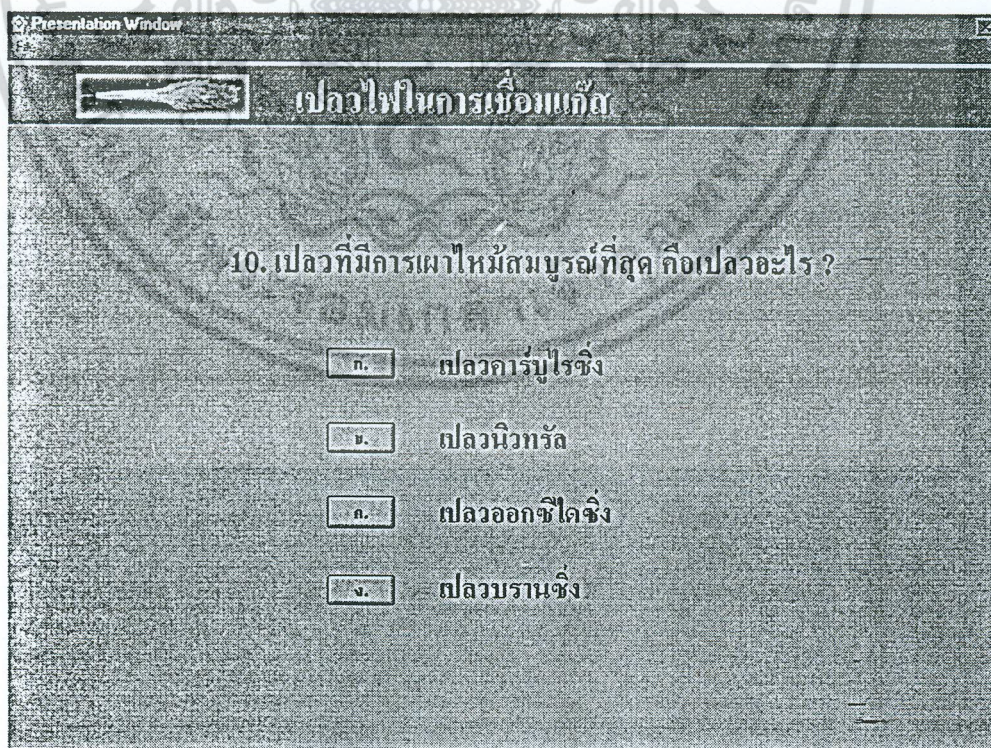 Presentation Window
เปลวไฟในการเชื่อมแก๊ส
10. เปลวที่มีการเผาไหม้สมบูรณ์ที่สุด คือเปลวอะไร ?
ก. เปลวคาร์บูไรซิ่ง
ข. เปลวนิวทรัล
ค. เปลวออกซิไดซิ่ง
ง. เปลวบรานซิ่ง